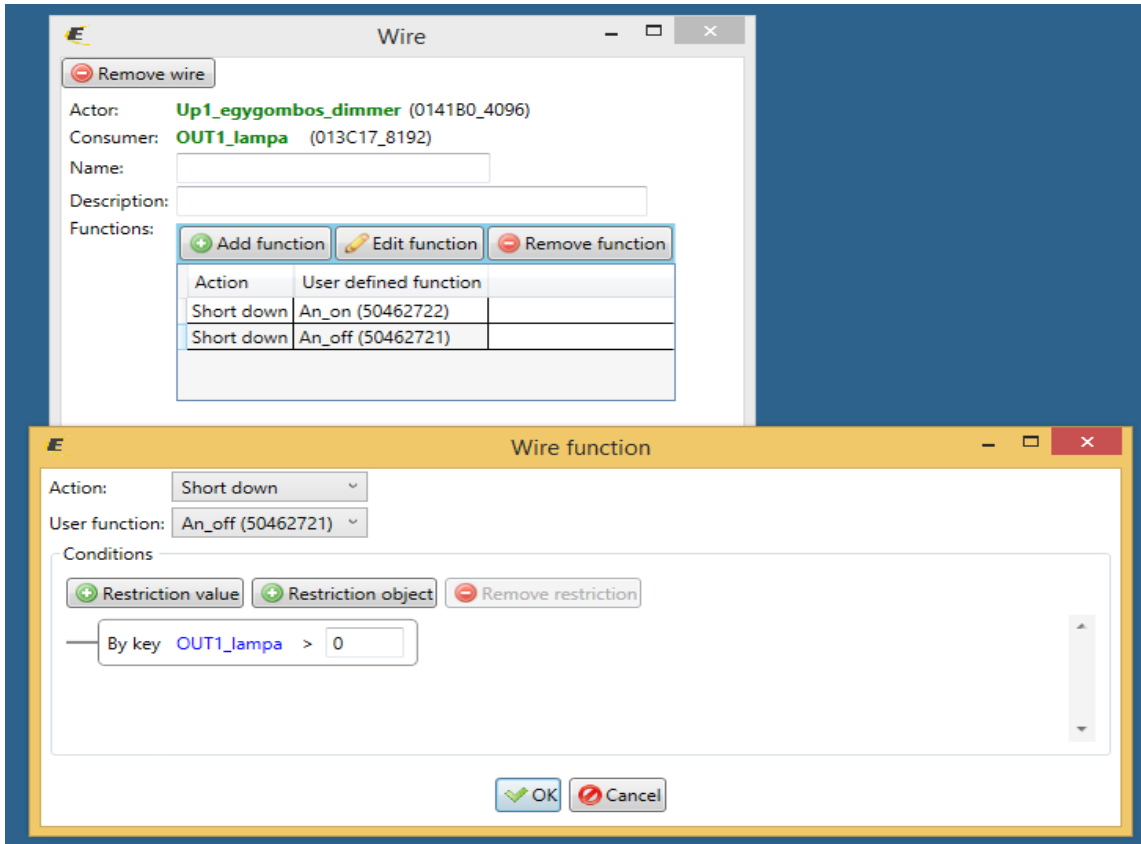 Wire
Remove wire
Actor: Up1_egygombos_dimmer (0141B0_4096)
Consumer: OUT1_lampa (013C17_8192)
Name:
Description:
Functions:
Add function Edit function Remove function
Action User defined function
Short down An_on (50462722)
Short down An_off (50462721)
Wire function
Action: Short down
User function: An_off (50462721)
Conditions
Restriction value Restriction object Remove restriction
By key OUT1_lampa > 0
OK Cancel